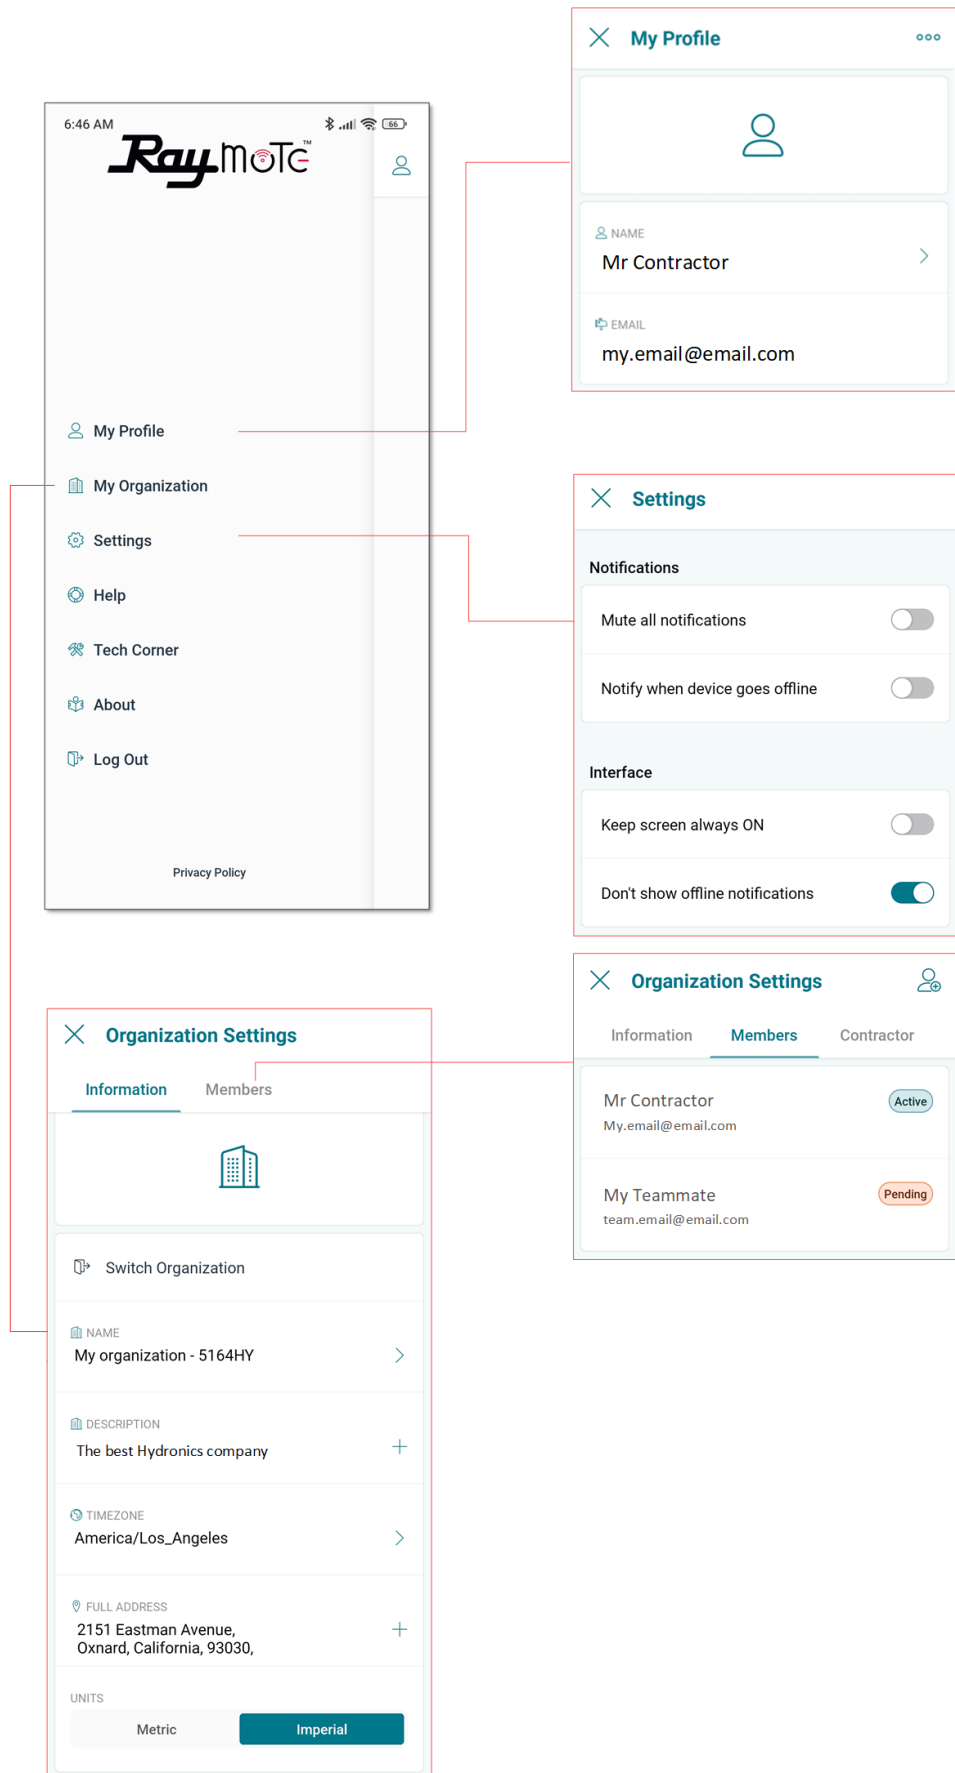 6:46 AM
66
Raymote™
My Profile
My Organization
Settings
Help
Tech Corner
About
Log Out
Privacy Policy
My Profile
NAME
Mr Contractor
EMAIL
my.email@email.com
Settings
Notifications
Mute all notifications
Notify when device goes offline
Interface
Keep screen always ON
Don't show offline notifications
Organization Settings
Information Members Contractor
Mr Contractor Active
My.email@email.com
My Teammate Pending
team.email@email.com
Organization Settings
Information Members
Switch Organization
NAME
My organization - 5164HY
DESCRIPTION
The best Hydronics company
TIMEZONE
America/Los_Angeles
FULL ADDRESS
2151 Eastman Avenue,
Oxnard, California, 93030,
UNITS
Metric Imperial